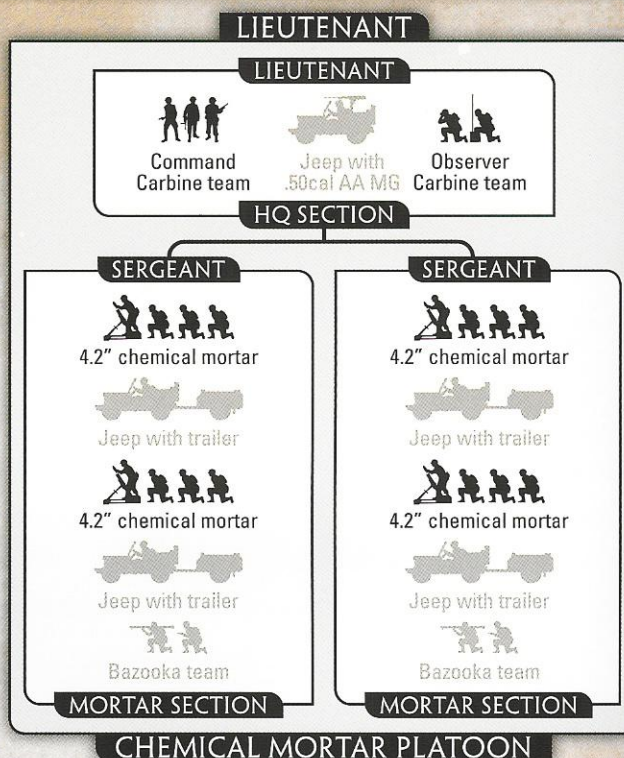 LIEUTENANT
LIEUTENANT
Command
Carbine team
Jeep with
.50cal AA MG
Observer
Carbine team
HQ SECTION
SERGEANT
4.2" chemical mortar
Jeep with trailer
4.2" chemical mortar
Jeep with trailer
Bazooka team
MORTAR SECTION
SERGEANT
4.2" chemical mortar
Jeep with trailer
4.2" chemical mortar
Jeep with trailer
Bazooka team
MORTAR SECTION
CHEMICAL MORTAR PLATOON